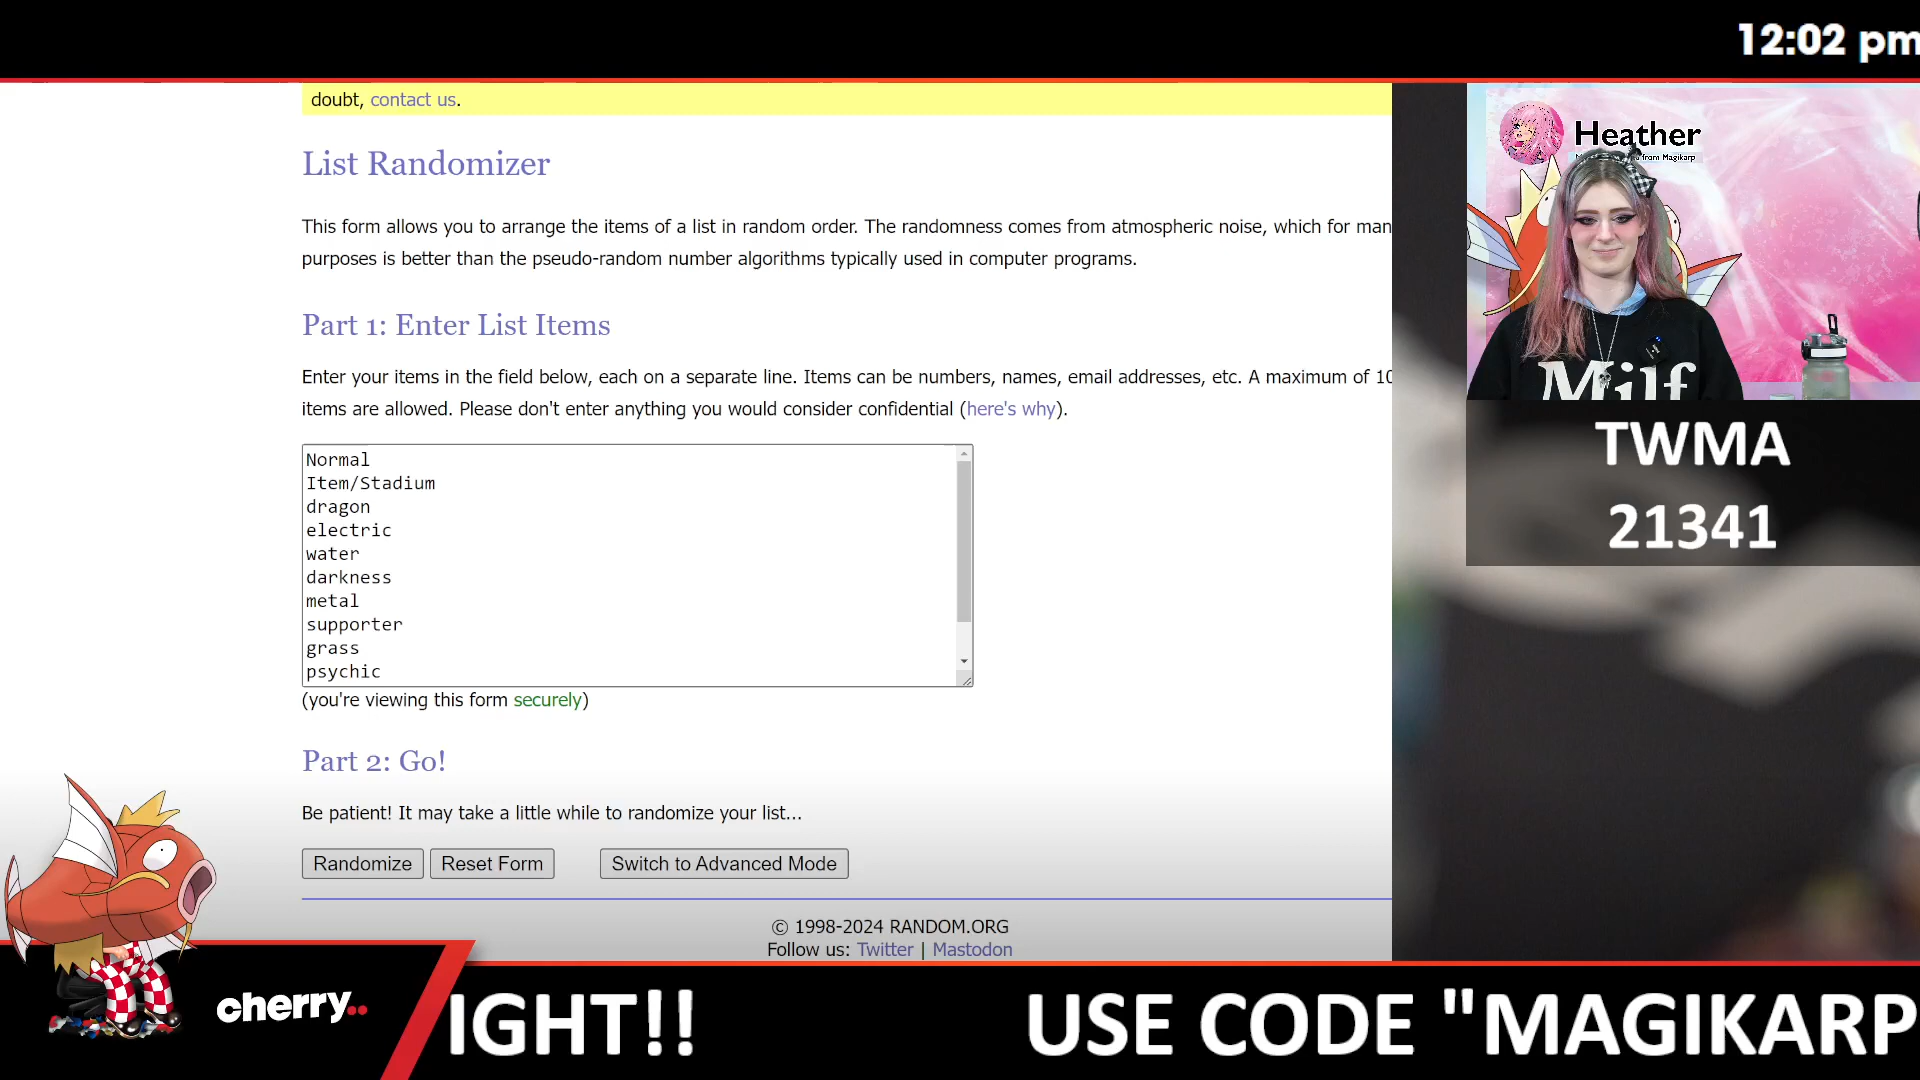 12:02 pm
doubt, contact us.
List Randomizer
This form allows you to arrange the items of a list in random order. The randomness comes from atmospheric noise, which for man
purposes is better than the pseudo-random number algorithms typically used in computer programs.
Part 1: Enter List Items
Enter your items in the field below, each on a separate line. Items can be numbers, names, email addresses, etc. A maximum of 10
items are allowed. Please don't enter anything you would consider confidential (here's why).
Normal
Item/Stadium
dragon
electric
water
darkness
metal
supporter
grass
psychic
(you're viewing this form securely)
Part 2: Go!
Be patient! It may take a little while to randomize your list...
Randomize Reset Form Switch to Advanced Mode
© 1998-2024 RANDOM.ORG
Follow us: Twitter | Mastodon
Heather
from Magikarp
Milf
TWMA
21341
cherry..
IGHT!! USE CODE "MAGIKARP